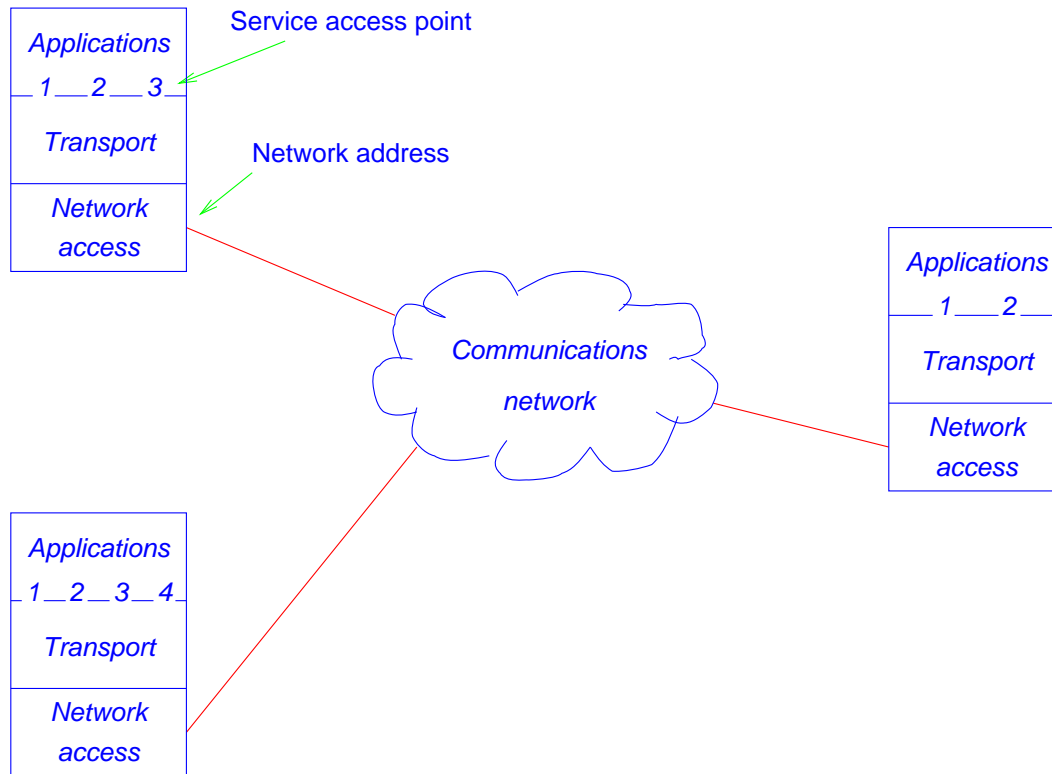 Service access point
Applications
1 2 3
Transport
Network address
Network
access
Communications
network
Applications
1 2
Transport
Network
access
Applications
1 2 3 4
Transport
Network
access